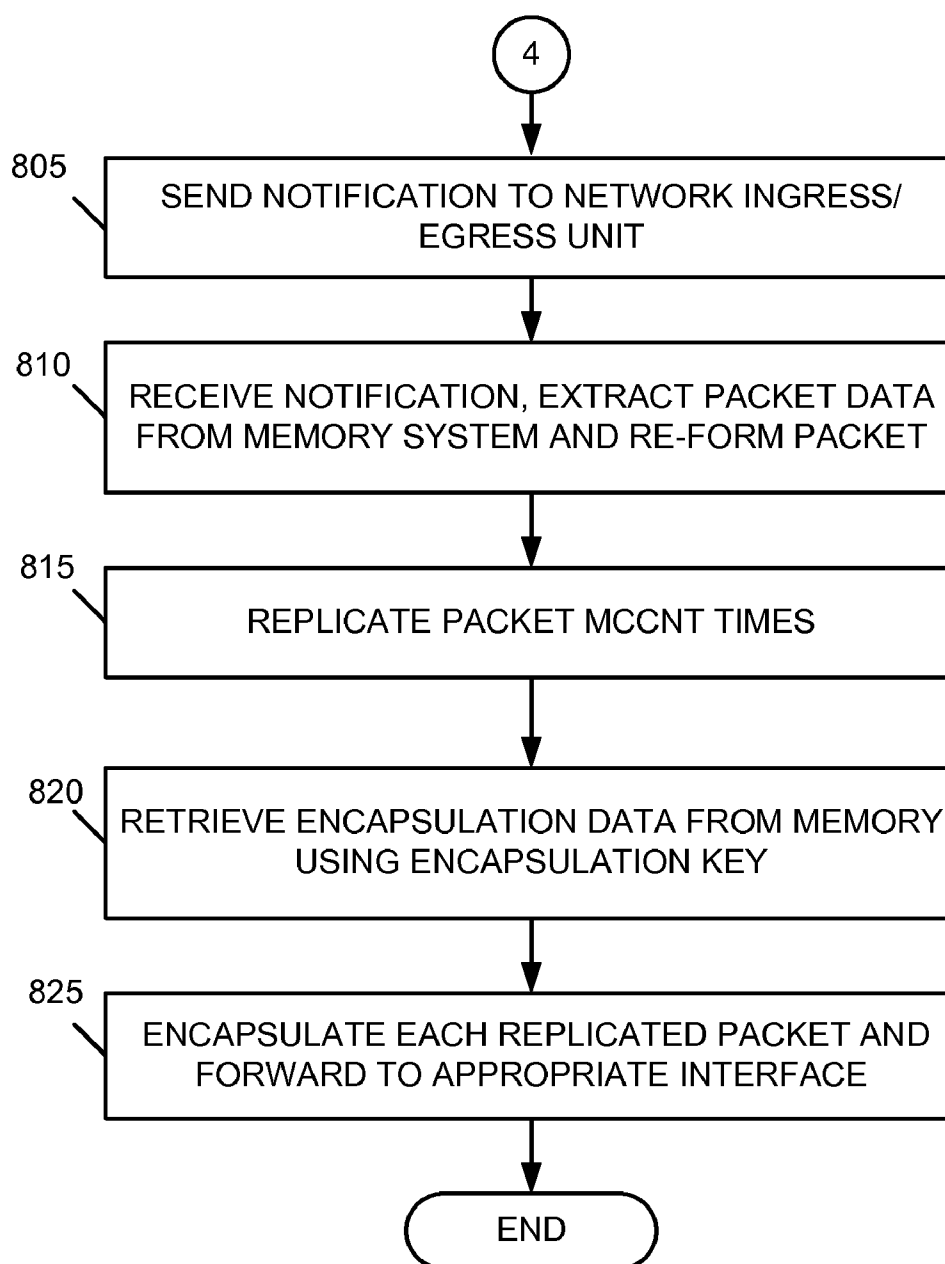 4
805
SEND NOTIFICATION TO NETWORK INGRESS/
EGRESS UNIT
810
RECEIVE NOTIFICATION, EXTRACT PACKET DATA
FROM MEMORY SYSTEM AND RE-FORM PACKET
815
REPLICATE PACKET MCCNT TIMES
820
RETRIEVE ENCAPSULATION DATA FROM MEMORY
USING ENCAPSULATION KEY
825
ENCAPSULATE EACH REPLICATED PACKET AND
FORWARD TO APPROPRIATE INTERFACE
END